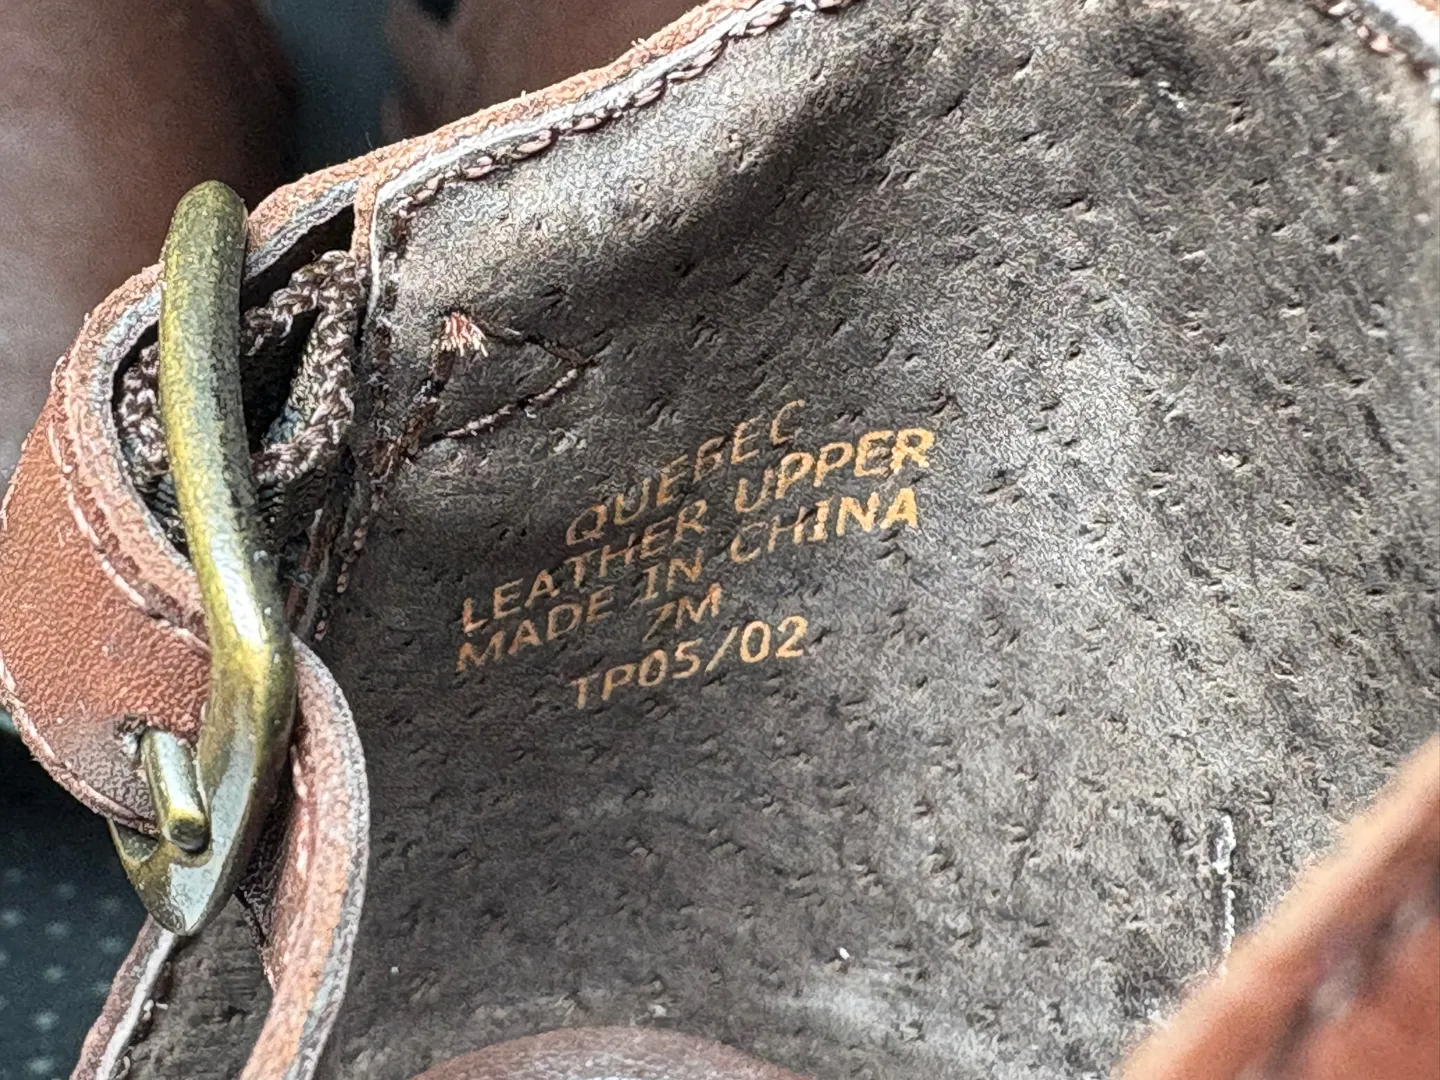 QUEBEC
LEATHER UPPER
MADE IN CHINA
7M
TP05/02